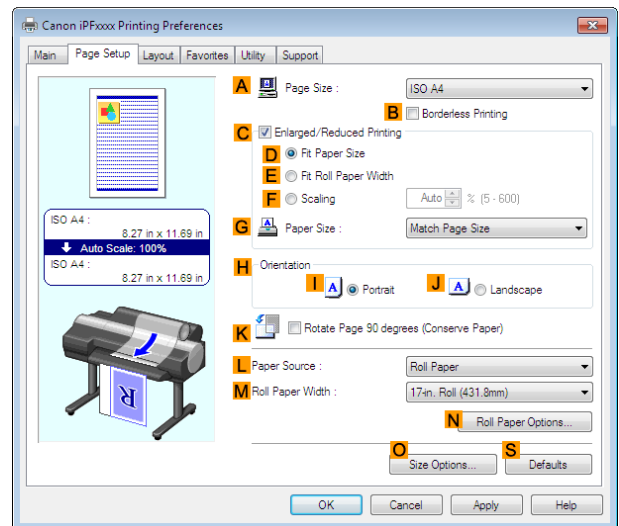 Canon iPFxxxx Printing Preferences
Main Page Setup Layout Favorites Utility Support
A Page Size : ISO A4
B Borderless Printing
C Enlarged/Reduced Printing
D Fit Paper Size
E Fit Roll Paper Width
F Scaling Auto % (5 - 600)
ISO A4 :
8.27 in x 11.69 in
Auto Scale: 100%
ISO A4 :
8.27 in x 11.69 in
G Paper Size : Match Page Size
H Orientation
I A Portrait J A Landscape
K Rotate Page 90 degrees (Conserve Paper)
L Paper Source : Roll Paper
M Roll Paper Width : 17-in. Roll (431.8mm)
R
N Roll Paper Options...
O Size Options... S Defaults
OK Cancel Apply Help